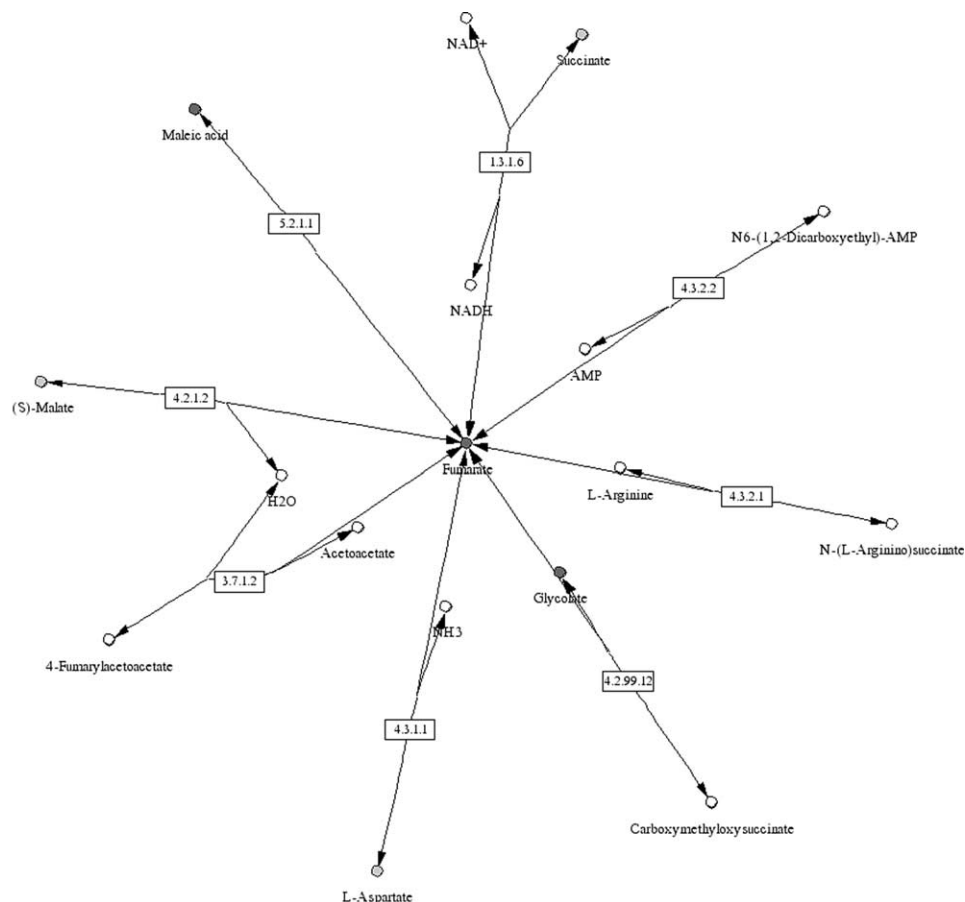 NAD+
Succinate
Maleic acid
1.3.1.6
5.2.1.1
N6-(1,2-Dicarboxyethyl)-AMP
4.3.2.2
NADH
AMP
4.2.1.2
(S)-Malate
Fumarate
L-Arginine
4.3.2.1
H2O
Acetoacetate
N-(L-Arginino)succinate
3.7.1.2
Glycolate
NH3
4-Fumarylacetoacetate
4.2.99.12
4.3.1.1
Carboxymethyloxysuccinate
L-Aspartate